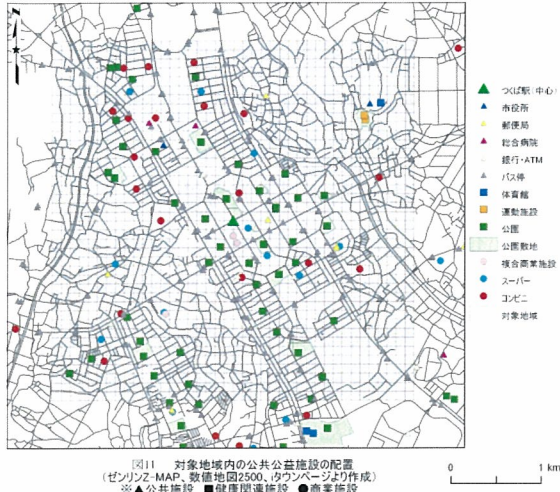 つくば駅(中心)
市役所
郵便局
総合病院
銀行・ATM
バス停
体育館
運動施設
公園
公園敷地
複合商業施設
スーパー
コンビニ
対象地域
図11 対象地域内の公共公益施設の配置
(ゼンリンZ-MAP、数値地図2500、iタウンページより作成)
※▲公共施設 ■健康関連施設 ●商業施設
0 1 km